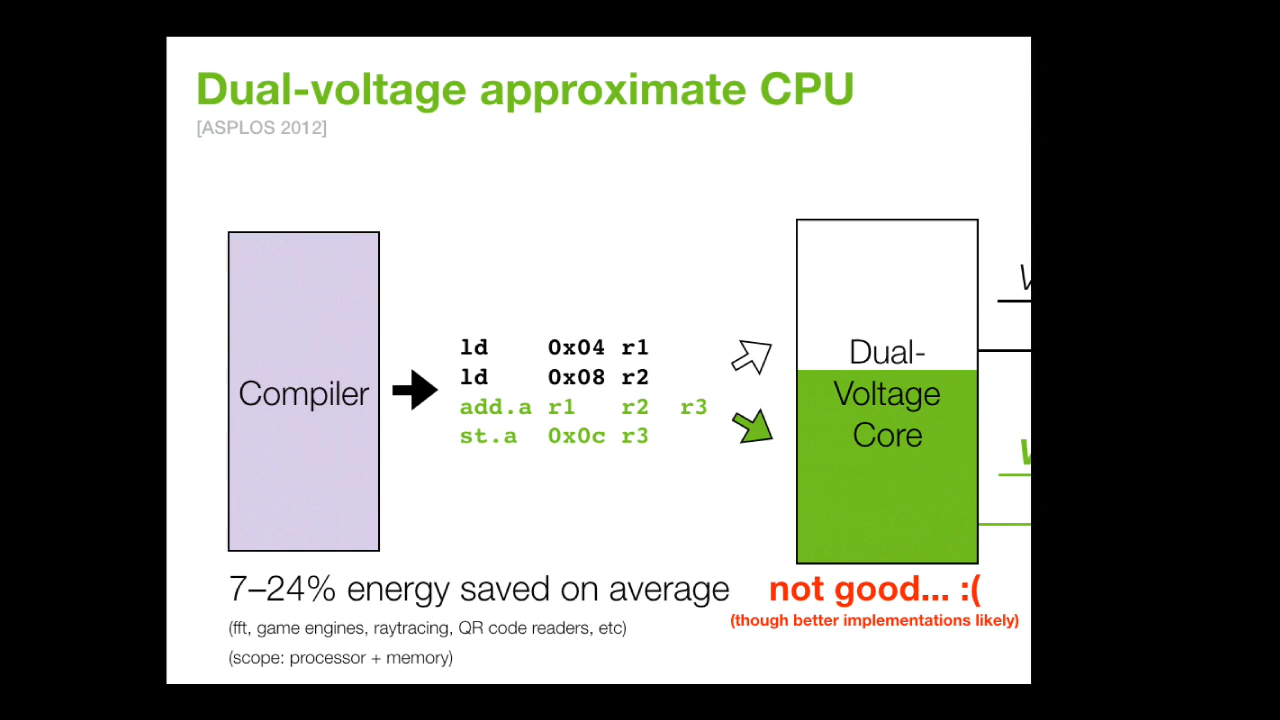 Dual-voltage approximate CPU
[ASPLOS 2012]
Compiler
ld 0x04 r1
ld 0x08 r2
add.a r1 r2 r3
st.a 0x0c r3
Dual-
Voltage
Core
7–24% energy saved on average
not good... :(
(though better implementations likely)
(fft, game engines, raytracing, QR code readers, etc)
(scope: processor + memory)